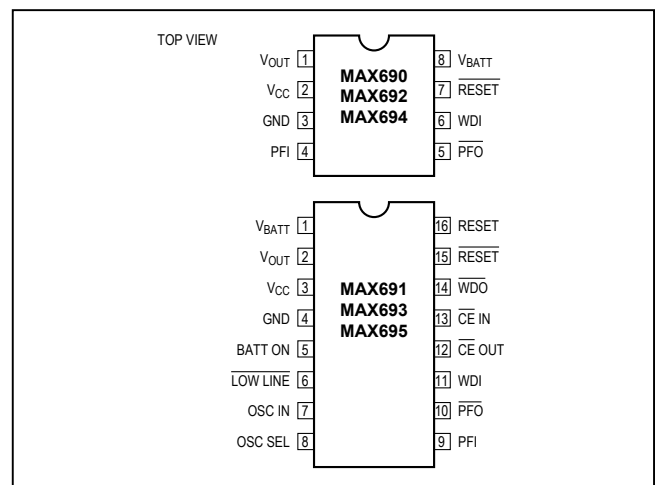 TOP VIEW
VOUT 1
VCC 2
GND 3
PFI 4
MAX690
MAX692
MAX694
8 VBATT
7 RESET
6 WDI
5 PFO
VBATT 1
VOUT 2
VCC 3
GND 4
BATT ON 5
LOW LINE 6
OSC IN 7
OSC SEL 8
MAX691
MAX693
MAX695
16 RESET
15 RESET
14 WDO
13 CE IN
12 CE OUT
11 WDI
10 PFO
9 PFI